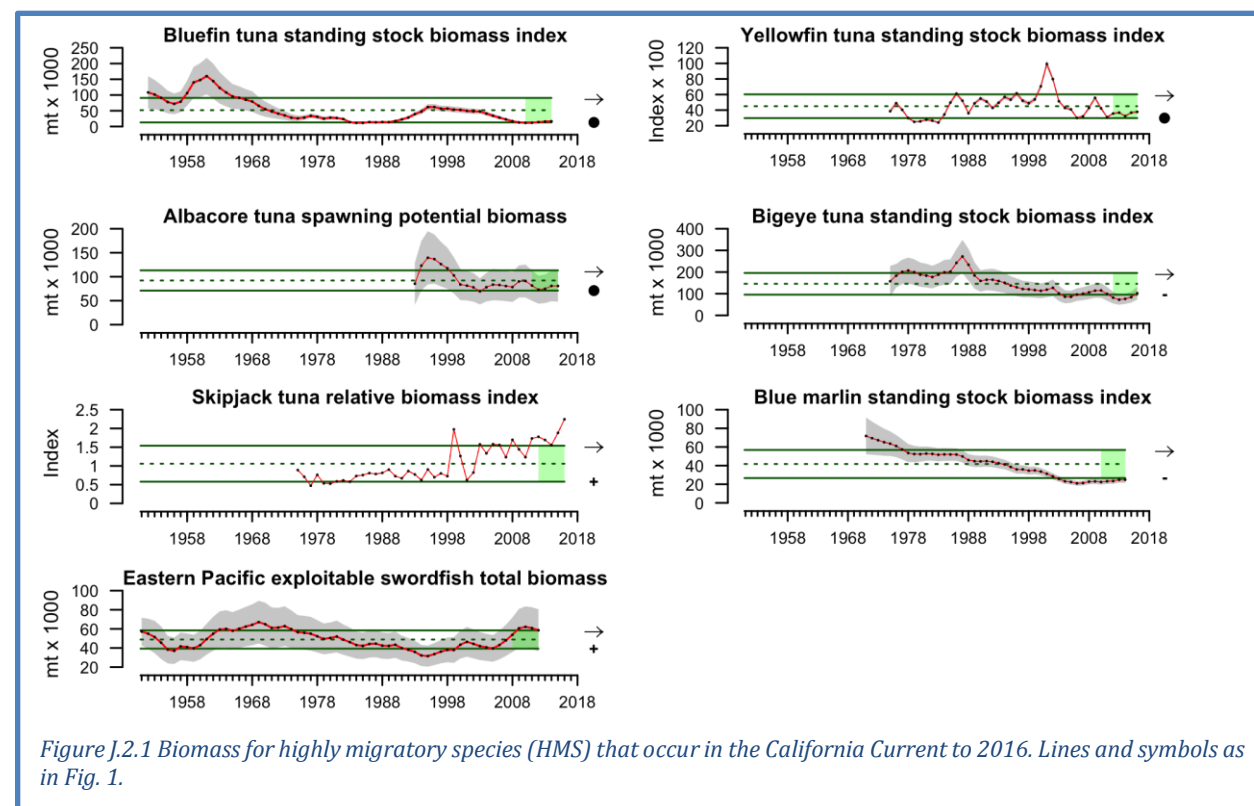 Bluefin tuna standing stock biomass index
mt x 1000
250
200
150
100
50
0
1958 1968 1978 1988 1998 2008 2018
→
●
Yellowfin tuna standing stock biomass index
Index x 100
120
100
80
60
40
20
1958 1968 1978 1988 1998 2008 2018
→
●
Albacore tuna spawning potential biomass
mt x 1000
200
150
100
50
0
1958 1968 1978 1988 1998 2008 2018
→
●
Bigeye tuna standing stock biomass index
mt x 1000
400
300
200
100
0
1958 1968 1978 1988 1998 2008 2018
→
-
Skipjack tuna relative biomass index
Index
2.5
2
1.5
1
0.5
0
1958 1968 1978 1988 1998 2008 2018
→
+
Blue marlin standing stock biomass index
mt x 1000
100
80
60
40
20
0
1958 1968 1978 1988 1998 2008 2018
→
-
Eastern Pacific exploitable swordfish total biomass
mt x 1000
100
80
60
40
20
1958 1968 1978 1988 1998 2008 2018
→
+
Figure J.2.1 Biomass for highly migratory species (HMS) that occur in the California Current to 2016. Lines and symbols as
in Fig. 1.